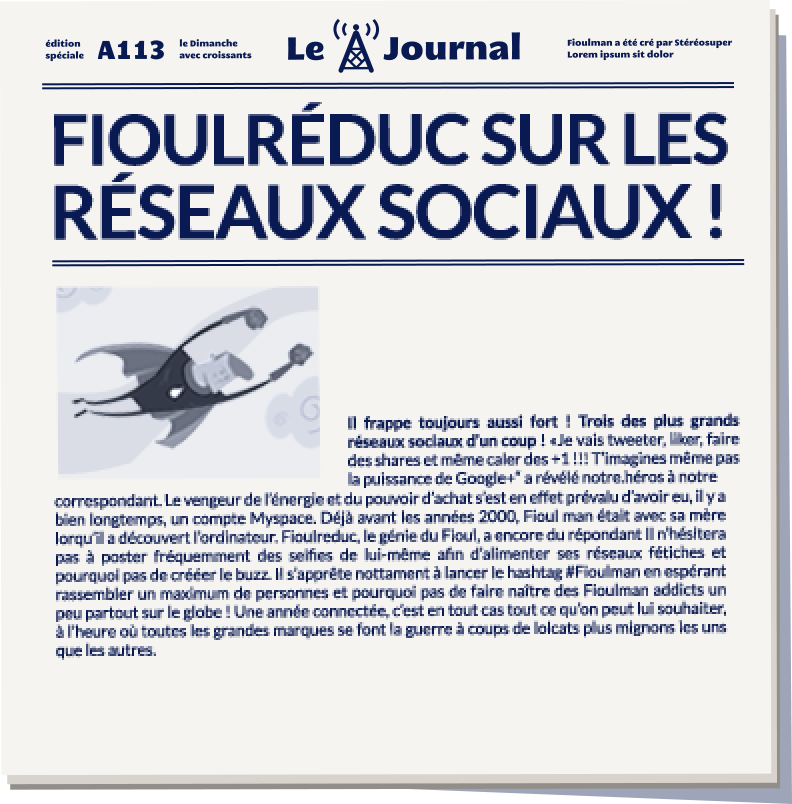 édition
spéciale
A113
le Dimanche
avec croissants
Le Journal
Fioulman a été cré par Stéréosuper
Lorem ipsum sit dolor
FIOULRÉDUC SUR LES
RÉSEAUX SOCIAUX !
Il frappe toujours aussi fort ! Trois des plus grands
réseaux sociaux d'un coup ! «Je vais tweeter, liker, faire
des shares et même caler des +1 !!! T'imagines même pas
la puissance de Google+" a révélé notre.héros à notre
correspondant. Le vengeur de l'énergie et du pouvoir d'achat s'est en effet prévalu d'avoir eu, il y a
bien longtemps, un compte Myspace. Déjà avant les années 2000, Fioul man était avec sa mère
lorqu'il a découvert l'ordinateur. Fioulreduc, le génie du Fioul, a encore du répondant Il n'hésitera
pas à poster fréquemment des selfies de lui-même afin d'alimenter ses réseaux fétiches et
pourquoi pas de crééer le buzz. Il s'apprête nottament à lancer le hashtag #Fioulman en espérant
rassembler un maximum de personnes et pourquoi pas de faire naître des Fioulman addicts un
peu partout sur le globe ! Une année connectée, c'est en tout cas tout ce qu'on peut lui souhaiter,
à l'heure où toutes les grandes marques se font la guerre à coups de lolcats plus mignons les uns
que les autres.